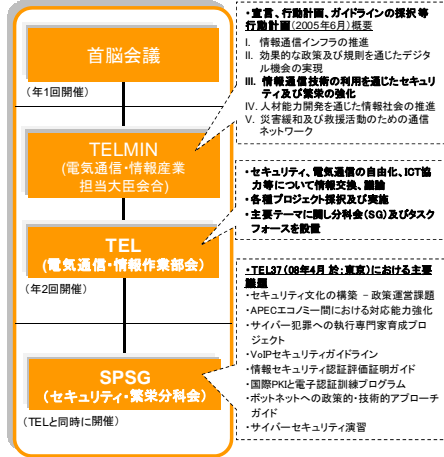 首脳会議
(年1回開催)
TELMIN
(電気通信・情報産業
担当大臣会合)
TEL
(電気通信・情報作業部会)
(年2回開催)
SPSG
(セキュリティ・繁栄分科会)
(TELと同時に開催)
・宣言、行動計画、ガイドラインの採択 等
行動計画(2005年6月)概要
I. 情報通信インフラの推進
II. 効果的な政策及び規則を通じたデジタ
ル機会の実現
III. 情報通信技術の利用を通じたセキュリ
ティ及び繁栄の強化
IV. 人材能力開発を通じた情報社会の推進
V. 災害緩和及び救援活動のための通信
ネットワーク
・セキュリティ、電気通信の自由化、ICT協
力等について情報交換、議論
・各種プロジェクト採択及び実施
・主要テーマに関し分科会(SG)及びタスク
フォースを設置
・TEL37(08年4月 於:東京)における主要
議題
・セキュリティ文化の構築 - 政策運営課題
・APECエコノミー間における対応能力強化
・サイバー犯罪への執行専門家育成プロ
ジェクト
・VoIPセキュリティガイドライン
・情報セキュリティ認証評価証明ガイド
・国際PKIと電子認証訓練プログラム
・ボットネットへの政策的・技術的アプローチ
ガイド
・サイバーセキュリティ演習